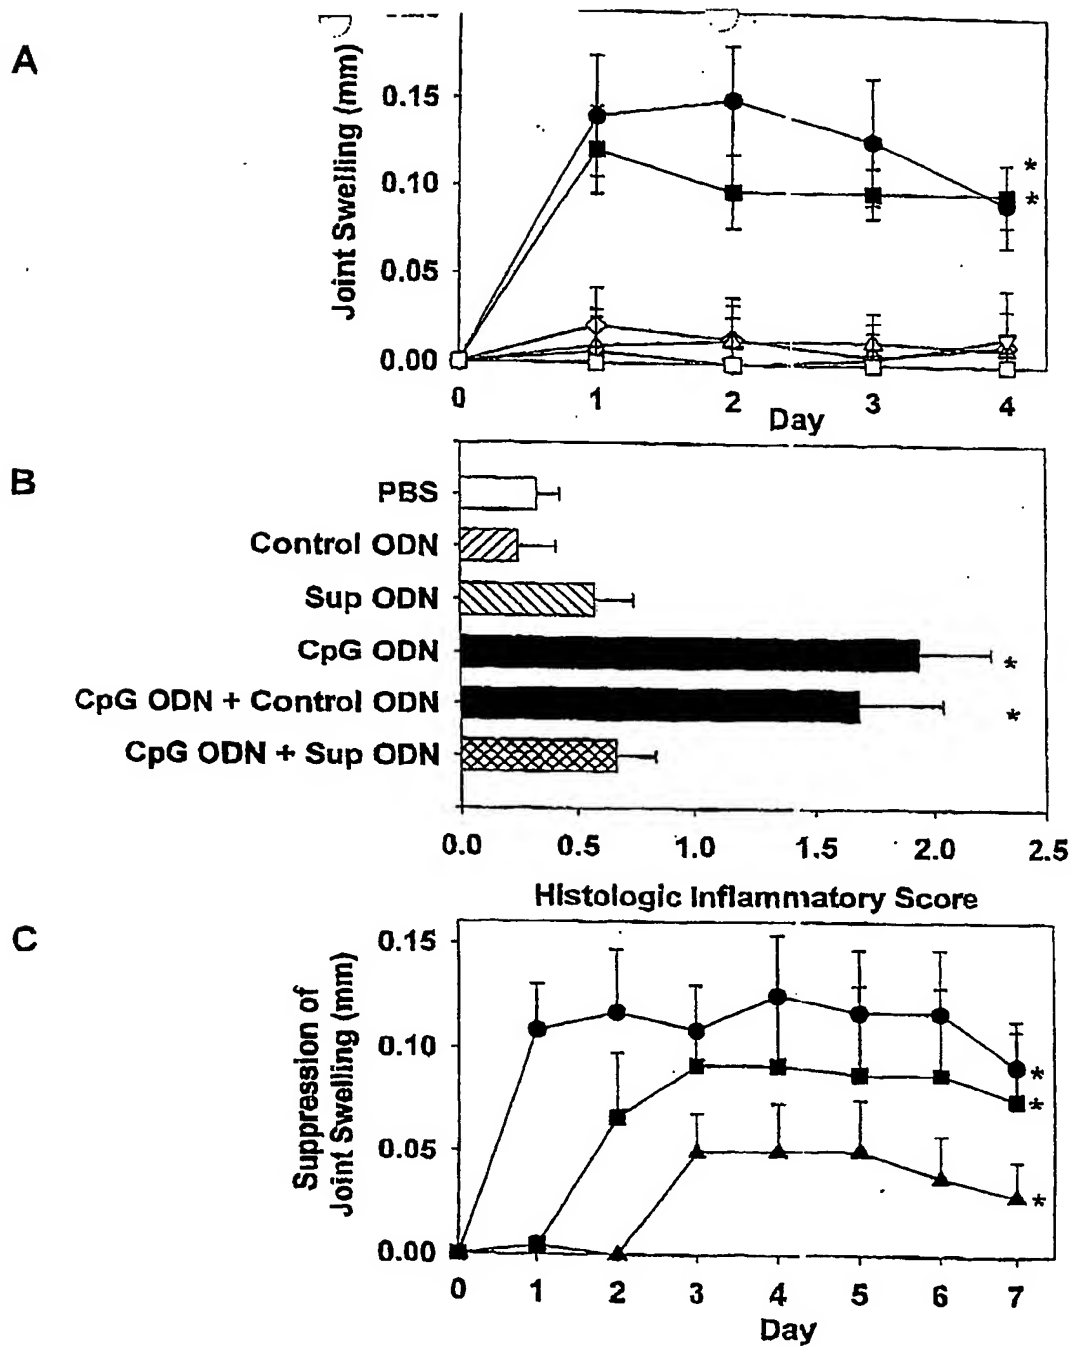 A
Joint Swelling (mm)
0.15
0.10
0.05
0.00
*
*
0 1 2 3 4
Day
B
PBS
Control ODN
Sup ODN
CpG ODN
*
CpG ODN + Control ODN
*
CpG ODN + Sup ODN
0.0 0.5 1.0 1.5 2.0 2.5
Histologic Inflammatory Score
C
Suppression of
Joint Swelling (mm)
0.15
0.10
0.05
0.00
*
*
*
0 1 2 3 4 5 6 7
Day